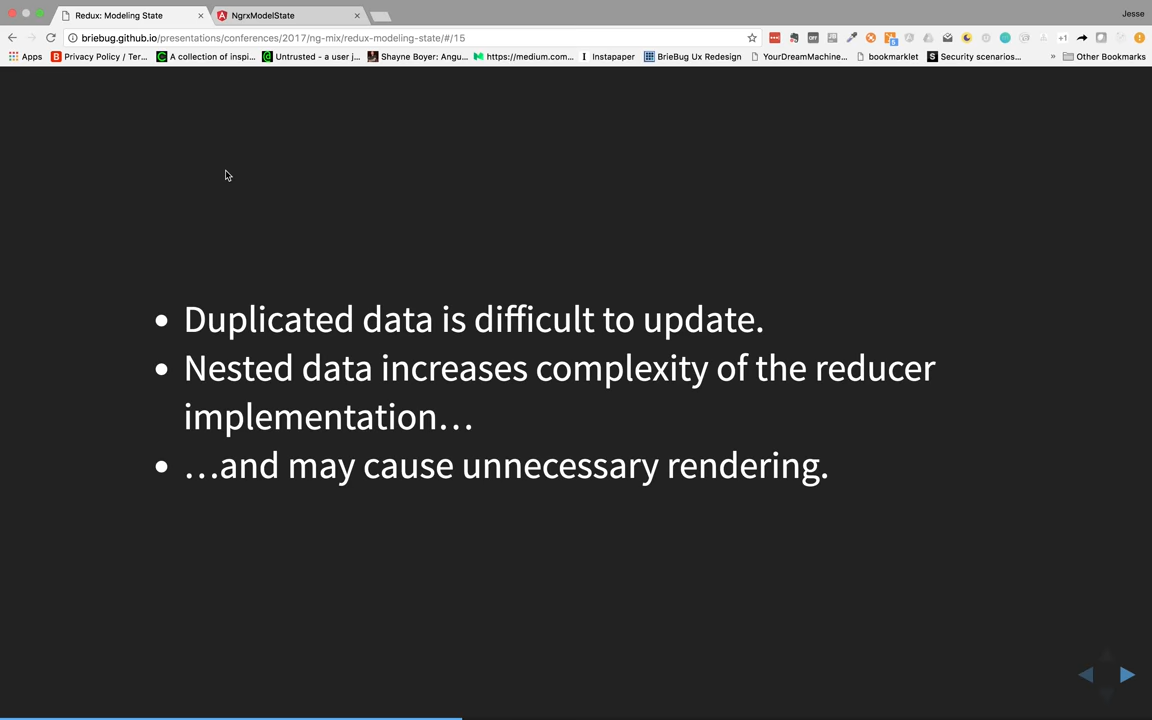 Redux: Modeling State
NgrxModelState
Jesse
briebug.github.io/presentations/conferences/2017/ng-mix/redux-modeling-state/#/15
Apps
Privacy Policy / Ter...
A collection of inspi...
Untrusted - a user j...
Shayne Boyer: Angu...
https://medium.com...
Instapaper
BrieBug Ux Redesign
YourDreamMachine...
bookmarklet
Security scenarios...
» Other Bookmarks
• Duplicated data is difficult to update.
• Nested data increases complexity of the reducer
implementation…
• …and may cause unnecessary rendering.